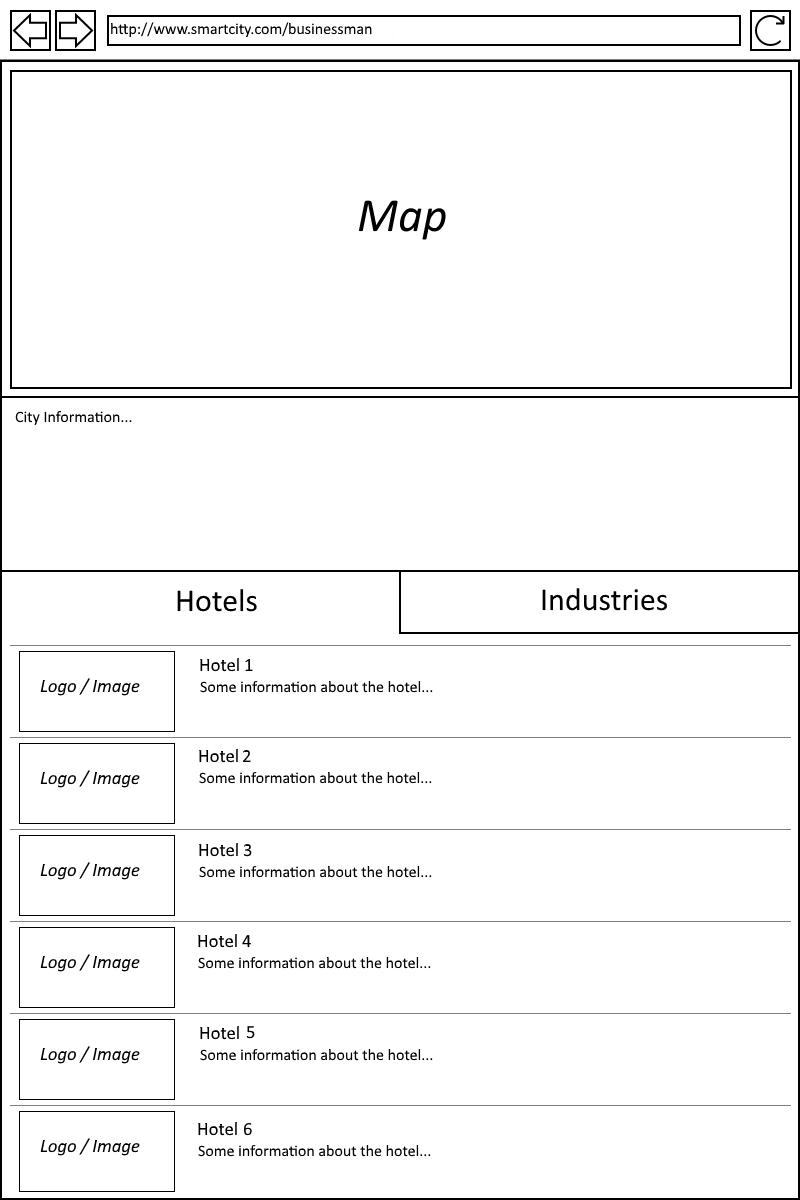 http://www.smartcity.com/businessman
Map
City Information...
Hotels
Industries
Logo / Image
Hotel 1
Some information about the hotel...
Logo / Image
Hotel 2
Some information about the hotel...
Logo / Image
Hotel 3
Some information about the hotel...
Logo / Image
Hotel 4
Some information about the hotel...
Logo / Image
Hotel 5
Some information about the hotel...
Logo / Image
Hotel 6
Some information about the hotel...